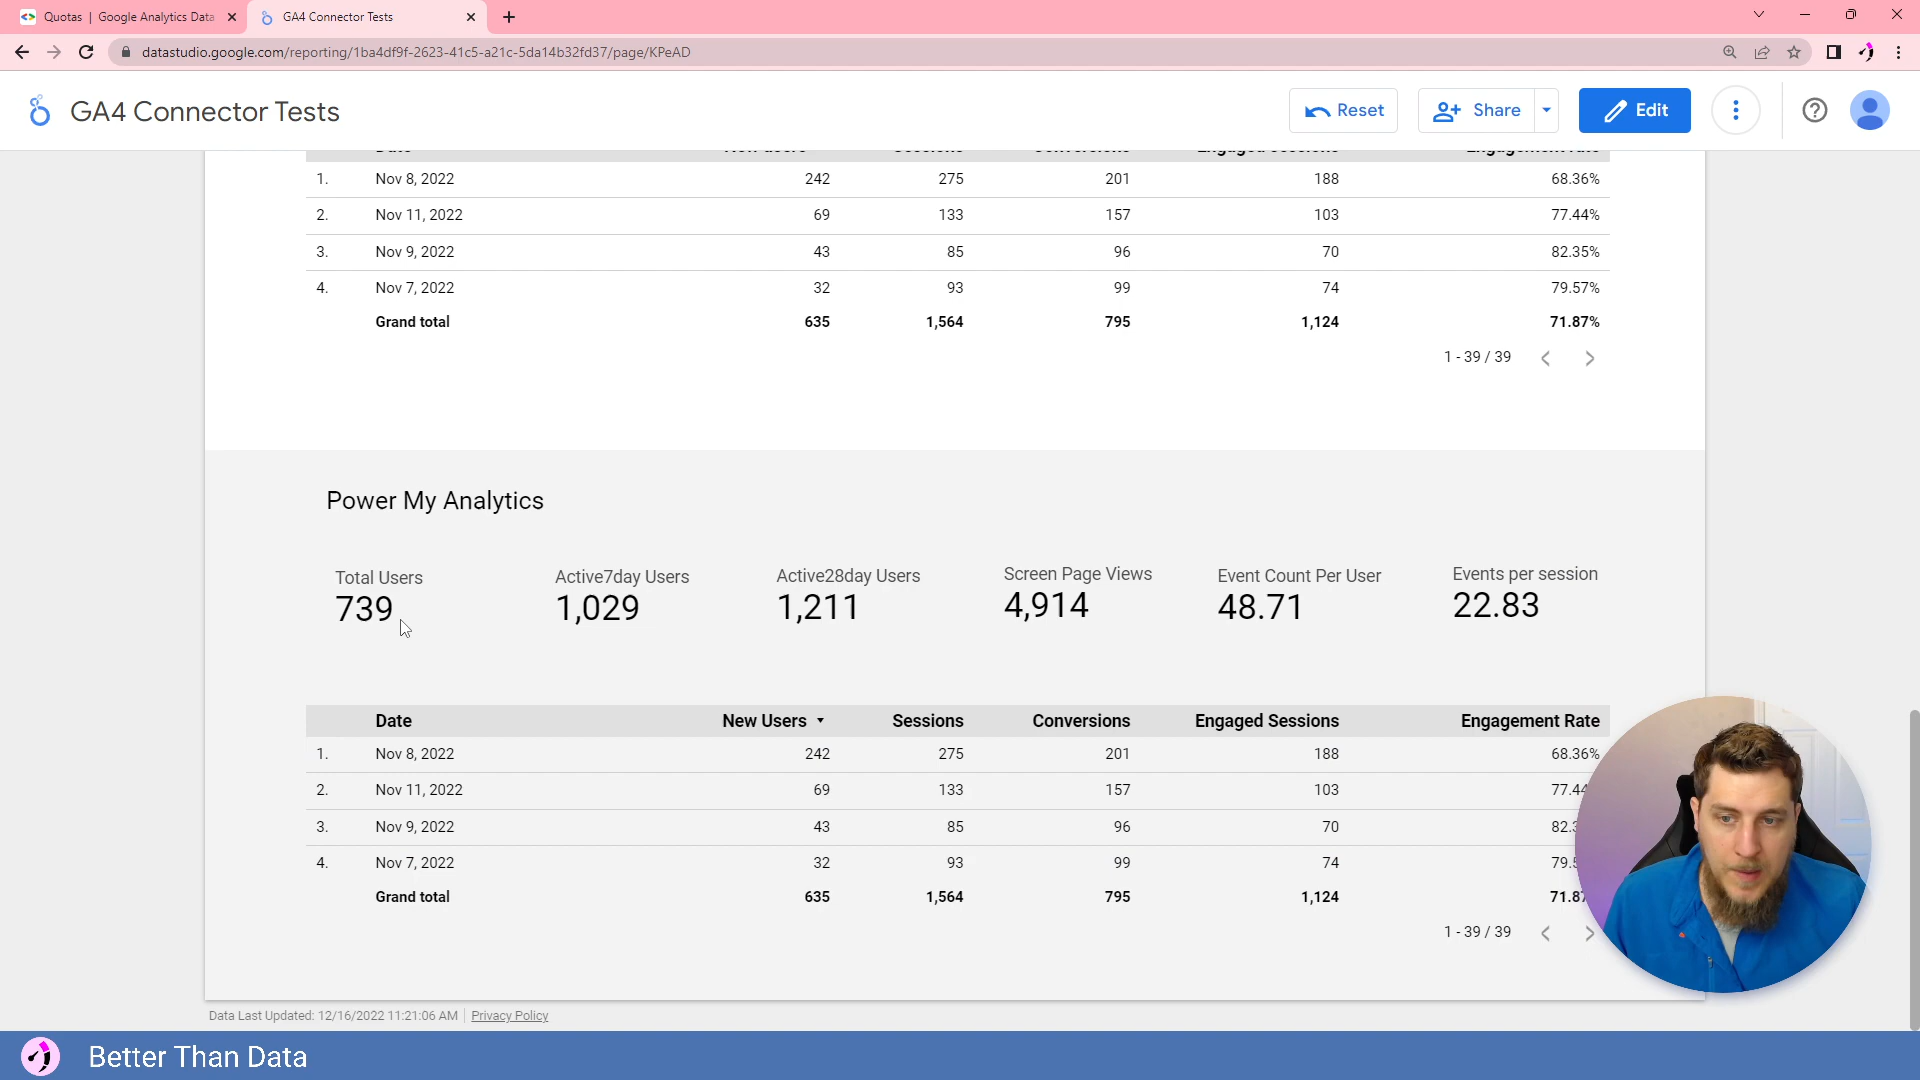 Quotas | Google Analytics Data
GA4 Connector Tests
datastudio.google.com/reporting/1ba4df9f-2623-41c5-a21c-5da14b32fd37/page/KPeAD
GA4 Connector Tests
Reset
Share
Edit
1. Nov 8, 2022 242 275 201 188 68.36%
2. Nov 11, 2022 69 133 157 103 77.44%
3. Nov 9, 2022 43 85 96 70 82.35%
4. Nov 7, 2022 32 93 99 74 79.57%
Grand total 635 1,564 795 1,124 71.87%
1 - 39 / 39
Power My Analytics
Total Users Active7day Users Active28day Users Screen Page Views Event Count Per User Events per session
739 1,029 1,211 4,914 48.71 22.83
Date New Users Sessions Conversions Engaged Sessions Engagement Rate
1. Nov 8, 2022 242 275 201 188 68.36%
2. Nov 11, 2022 69 133 157 103 77.44
3. Nov 9, 2022 43 85 96 70 82.3
4. Nov 7, 2022 32 93 99 74 79.5
Grand total 635 1,564 795 1,124 71.87
1 - 39 / 39
Data Last Updated: 12/16/2022 11:21:06 AM Privacy Policy
Better Than Data